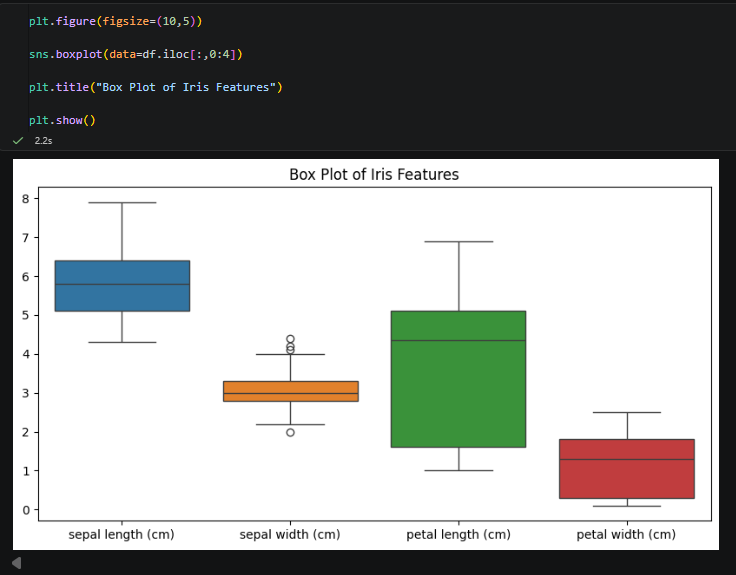 plt.figure(figsize=(10,5))
sns.boxplot(data=df.iloc[:,0:4])
plt.title("Box Plot of Iris Features")
plt.show()
2.2s
Box Plot of Iris Features
8
7
6
5
4
3
2
1
0
sepal length (cm) sepal width (cm) petal length (cm) petal width (cm)